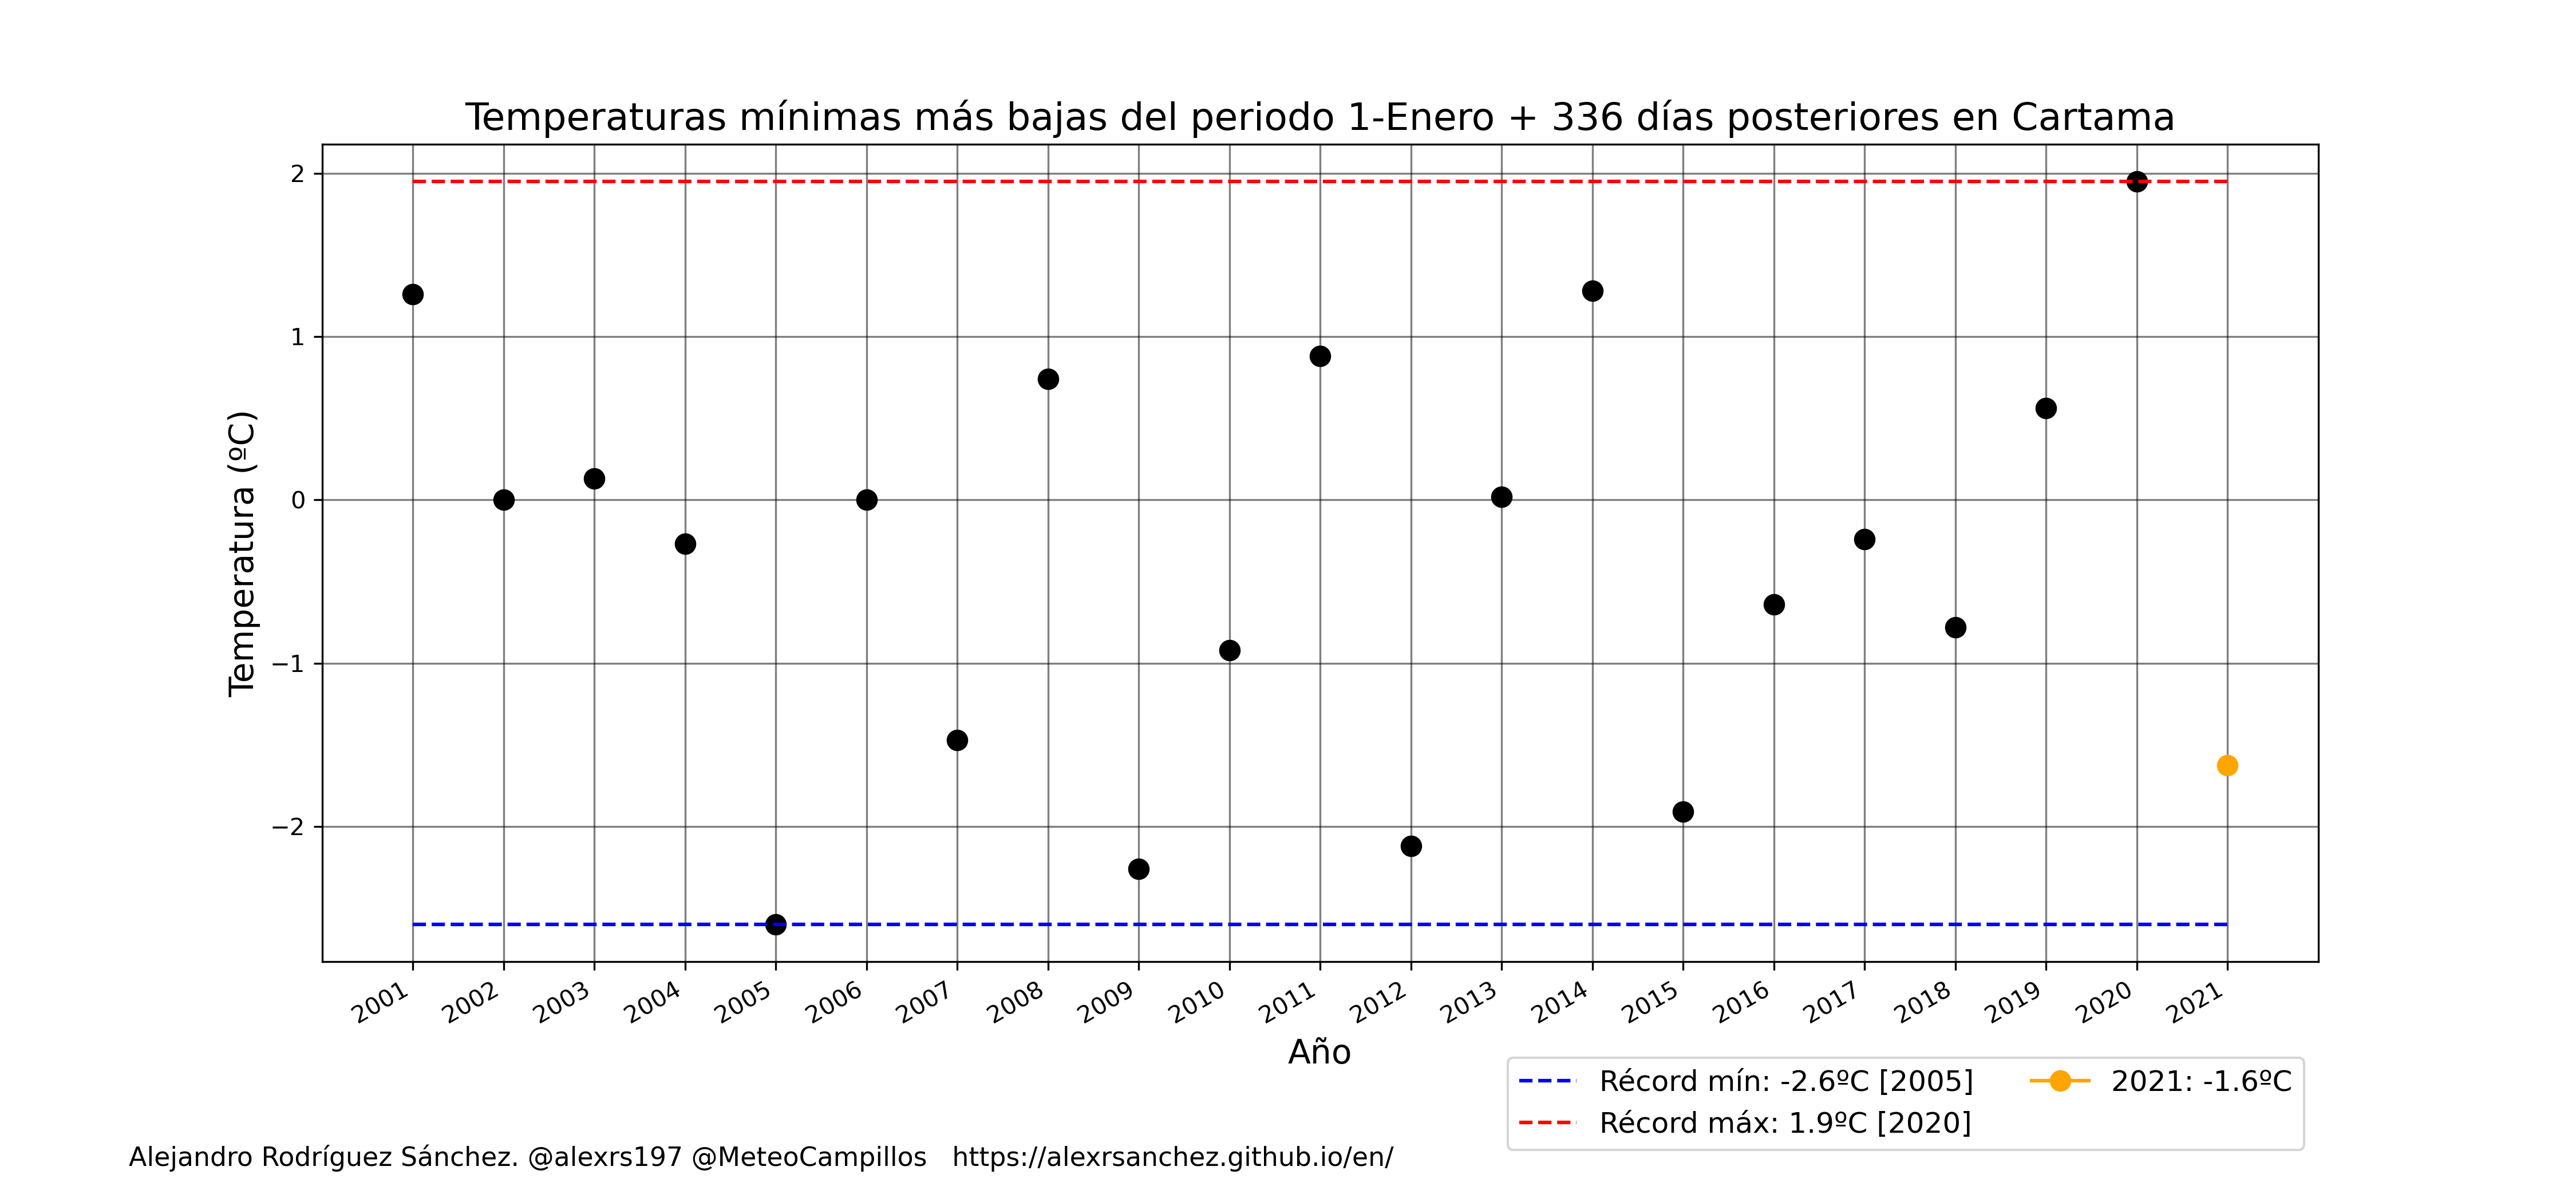 Temperaturas mínimas más bajas del periodo 1-Enero + 336 días posteriores en Cartama
Temperatura (ºC)
2
1
0
−1
−2
2001 2002 2003 2004 2005 2006 2007 2008 2009 2010 2011 2012 2013 2014 2015 2016 2017 2018 2019 2020 2021
Año
Récord mín: -2.6ºC [2005]
Récord máx: 1.9ºC [2020]
2021: -1.6ºC
Alejandro Rodríguez Sánchez. @alexrs197 @MeteoCampillos https://alexrsanchez.github.io/en/